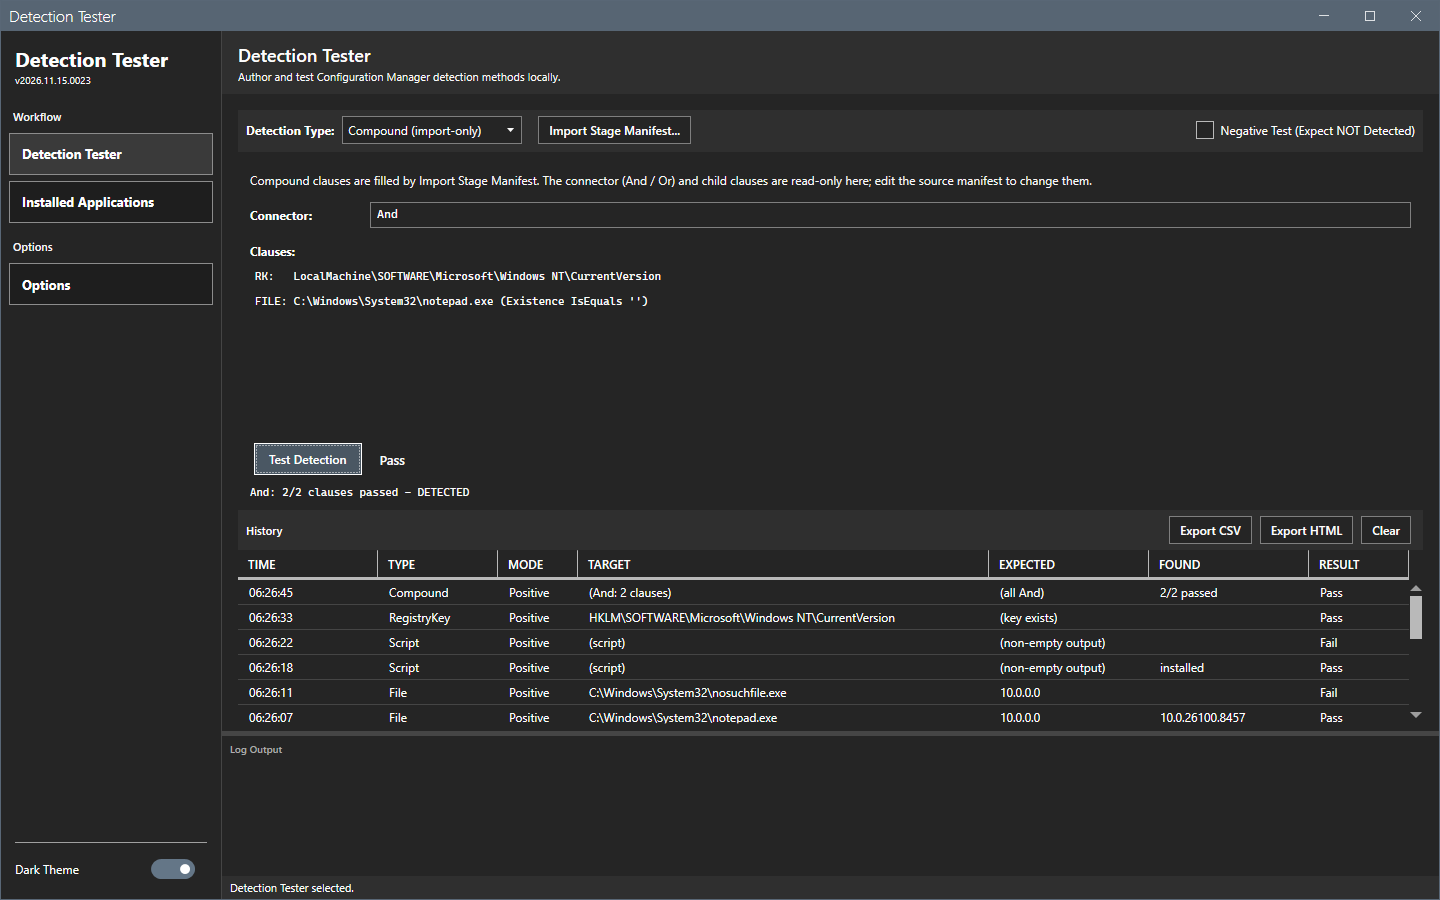 Detection Tester
Detection Tester
v2026.11.15.0023
Workflow
Detection Tester
Installed Applications
Options
Options
Dark Theme
Detection Tester
Author and test Configuration Manager detection methods locally.
Detection Type: Compound (import-only) Import Stage Manifest... Negative Test (Expect NOT Detected)
Compound clauses are filled by Import Stage Manifest. The connector (And / Or) and child clauses are read-only here; edit the source manifest to change them.
Connector: And
Clauses:
RK: LocalMachine\SOFTWARE\Microsoft\Windows NT\CurrentVersion
FILE: C:\Windows\System32\notepad.exe (Existence IsEquals '')
Test Detection Pass
And: 2/2 clauses passed - DETECTED
History Export CSV Export HTML Clear
TIME TYPE MODE TARGET EXPECTED FOUND RESULT
06:26:45 Compound Positive (And: 2 clauses) (all And) 2/2 passed Pass
06:26:33 RegistryKey Positive HKLM\SOFTWARE\Microsoft\Windows NT\CurrentVersion (key exists) Pass
06:26:22 Script Positive (script) (non-empty output) Fail
06:26:18 Script Positive (script) (non-empty output) installed Pass
06:26:11 File Positive C:\Windows\System32\nosuchfile.exe 10.0.0.0 Fail
06:26:07 File Positive C:\Windows\System32\notepad.exe 10.0.0.0 10.0.26100.8457 Pass
Log Output
Detection Tester selected.